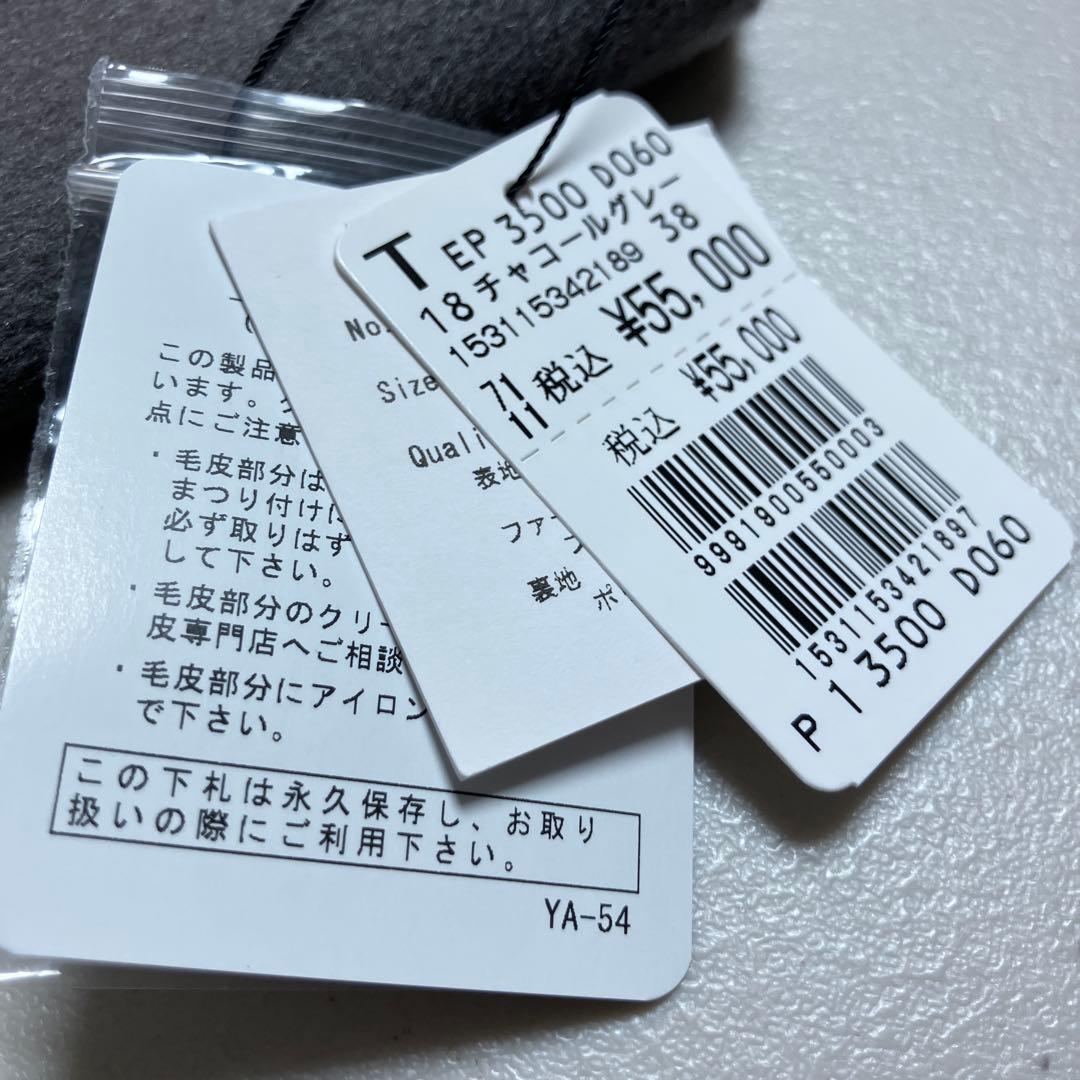 T EP 3500 D060
18チャコールグレー
153115342189 38
71 税込 ¥55,000
11
税込 ¥55,000
9991900550003
1531153421897
P 1 3500 D060
No.
Size
Quali
表地
ファ
裏地
ポ
この製品
います。
点にご注意
・毛皮部分は
まつり付けに
必ず取りはず
して下さい。
・毛皮部分のクリー
皮専門店へご相談
・毛皮部分にアイロン
で下さい。
この下札は永久保存し、お取り
扱いの際にご利用下さい。
YA-54